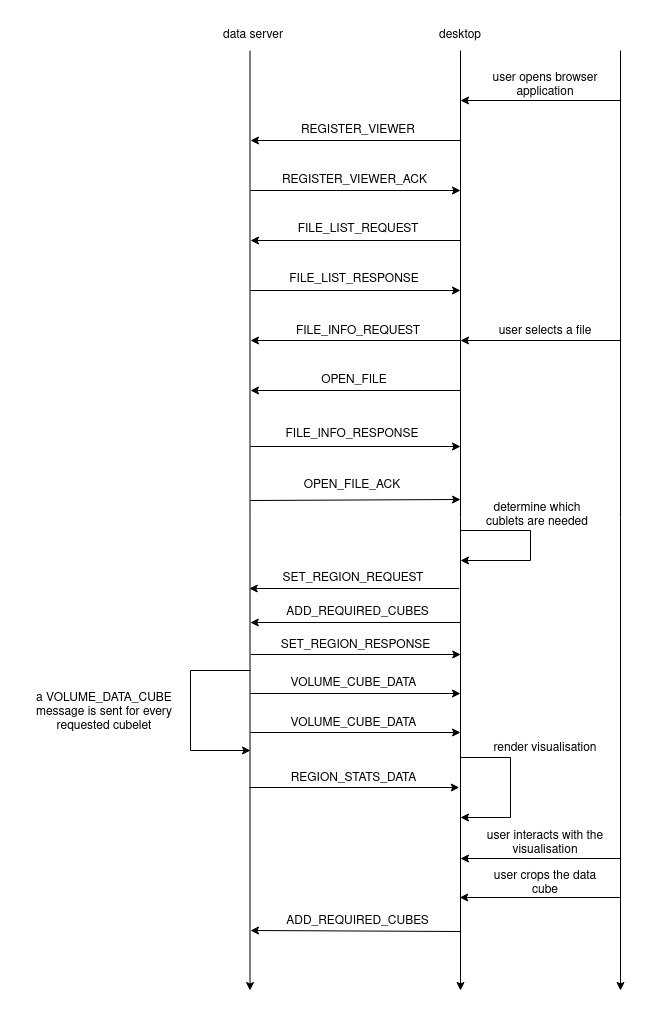 data server
desktop
user opens browser
application
REGISTER_VIEWER
REGISTER_VIEWER_ACK
FILE_LIST_REQUEST
FILE_LIST_RESPONSE
FILE_INFO_REQUEST
user selects a file
OPEN_FILE
FILE_INFO_RESPONSE
OPEN_FILE_ACK
determine which
cublets are needed
SET_REGION_REQUEST
ADD_REQUIRED_CUBES
SET_REGION_RESPONSE
a VOLUME_DATA_CUBE
message is sent for every
requested cubelet
VOLUME_CUBE_DATA
VOLUME_CUBE_DATA
render visualisation
REGION_STATS_DATA
user interacts with the
visualisation
user crops the data
cube
ADD_REQUIRED_CUBES